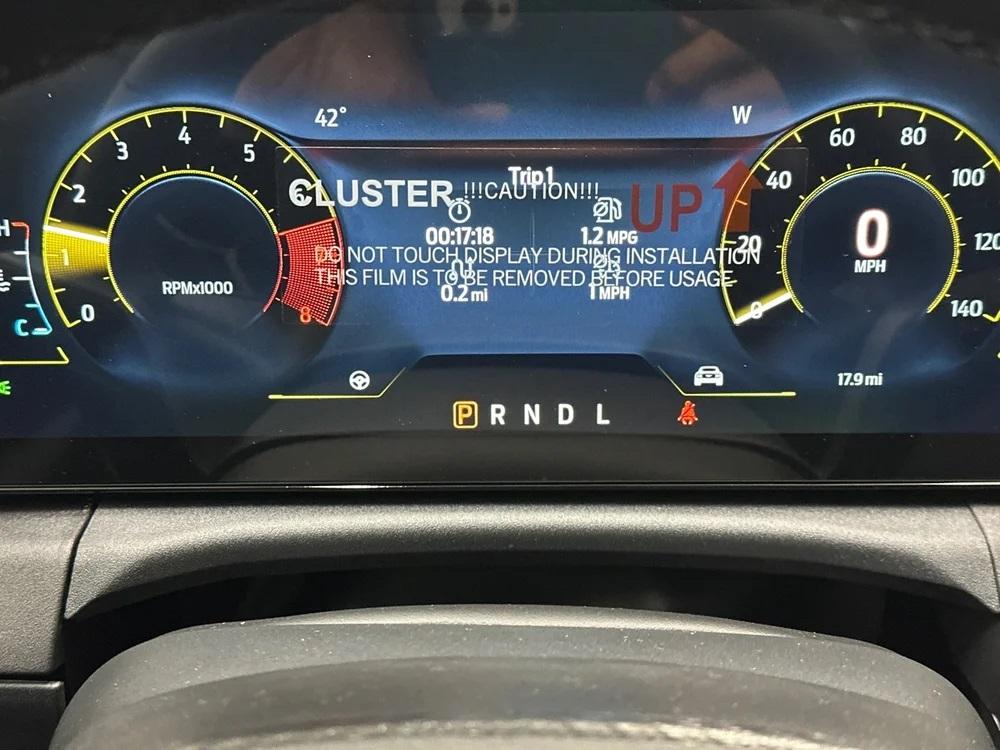 42°
W
1
2
3
4
5
6
8
0
RPMx1000
H
C
Trip 1
CLUSTER
!!!CAUTION!!!
UP
00:17:18
1.2 MPG
DO NOT TOUCH DISPLAY DURING INSTALLATION
THIS FILM IS TO BE REMOVED BEFORE USAGE
0.2 mi
1 MPH
0
20
40
60
80
100
120
140
0
MPH
17.9 mi
P R N D L